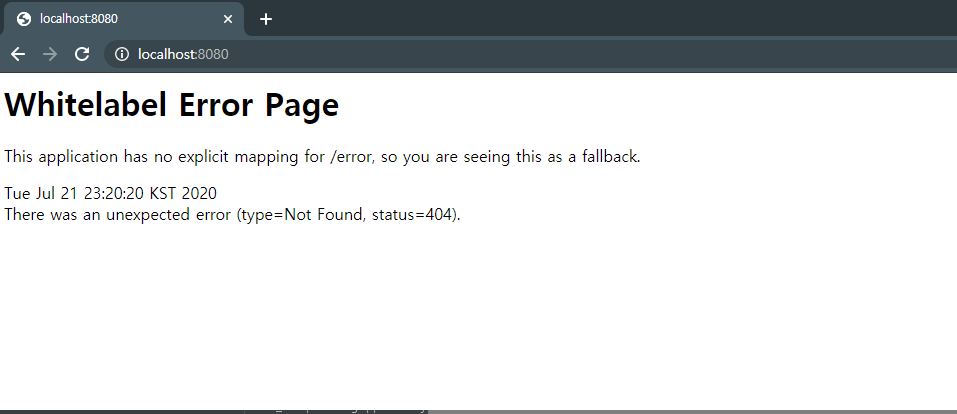 localhost:8080
localhost:8080
Whitelabel Error Page
This application has no explicit mapping for /error, so you are seeing this as a fallback.
Tue Jul 21 23:20:20 KST 2020
There was an unexpected error (type=Not Found, status=404).